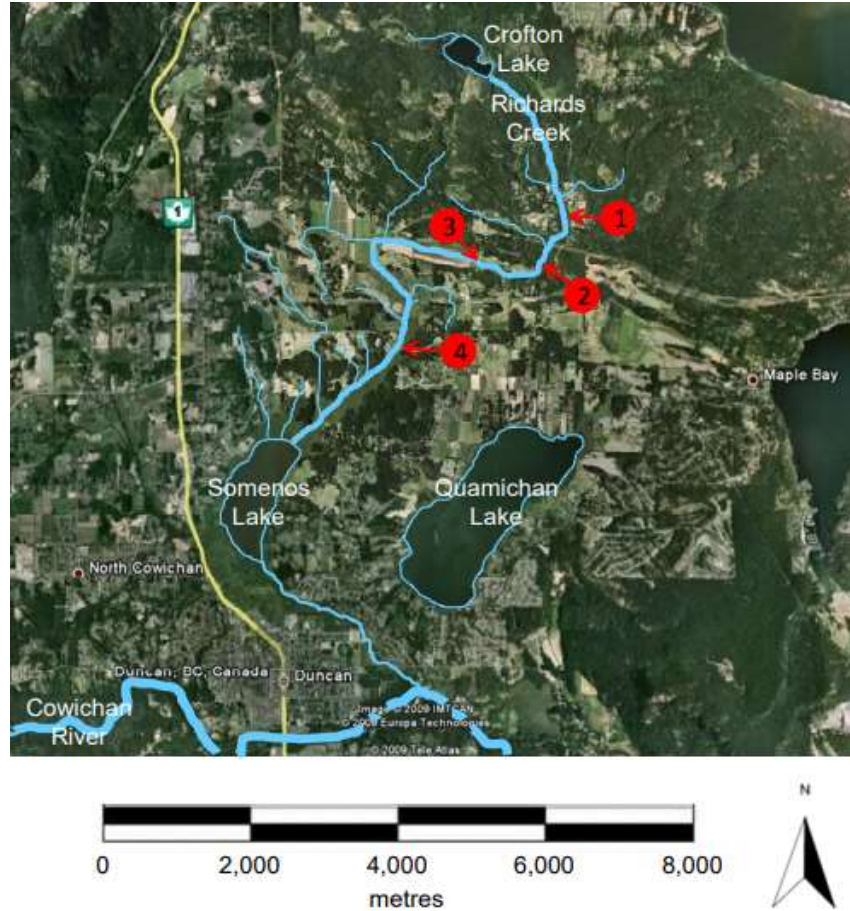 Crofton
Lake
Richards
Creek
1
1
3
2
4
Maple Bay
Somenos
Lake
Quamichan
Lake
North Cowichan
Duncan, BC, Canada
Duncan
Cowichan
River
Image © 2009 IMTCAN
© 2009 Europa Technologies
© 2009 Tele Atlas
N
0 2,000 4,000 6,000 8,000
metres